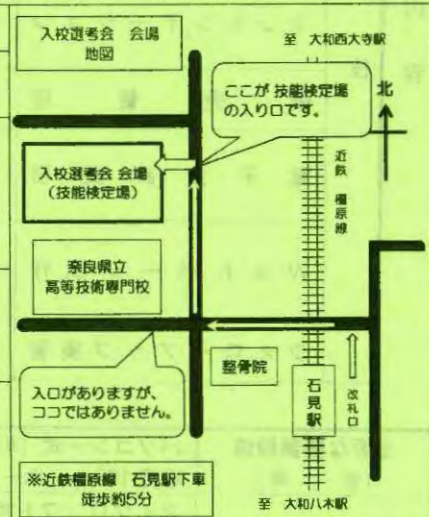 入校選考会 会場
地図
至 大和西大寺駅
ここが 技能検定場
の入り口です。
北
近鉄 橿原線
入校選考会 会場
(技能検定場)
奈良県立
高等技術専門校
整骨院
石見駅
改札口
入口がありますが、
ココではありません。
※近鉄橿原線 石見駅下車
徒歩約5分
至 大和八木駅